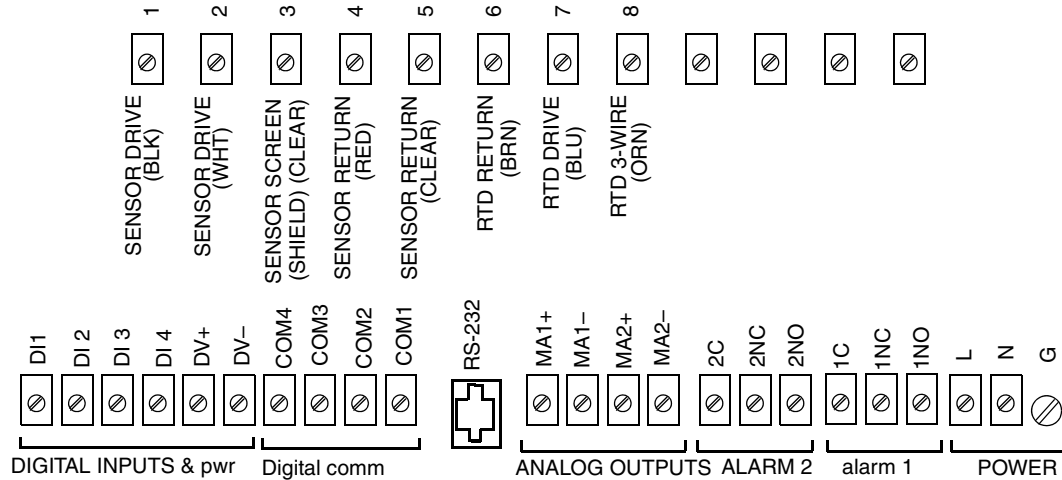 1 2 3 4 5 6 7 8
SENSOR DRIVE
(BLK)
SENSOR DRIVE
(WHT)
SENSOR SCREEN
(SHIELD) (CLEAR)
SENSOR RETURN
(RED)
SENSOR RETURN
(CLEAR)
RTD RETURN
(BRN)
RTD DRIVE
(BLU)
RTD 3-WIRE
(ORN)
DI1
DI 2
DI 3
DI 4
DV+
DV–
COM4
COM3
COM2
COM1
RS-232
MA1+
MA1–
MA2+
MA2–
2C
2NC
2NO
1C
1NC
1NO
L
N
G
DIGITAL INPUTS & pwr
Digital comm
ANALOG OUTPUTS
ALARM 2
alarm 1
POWER